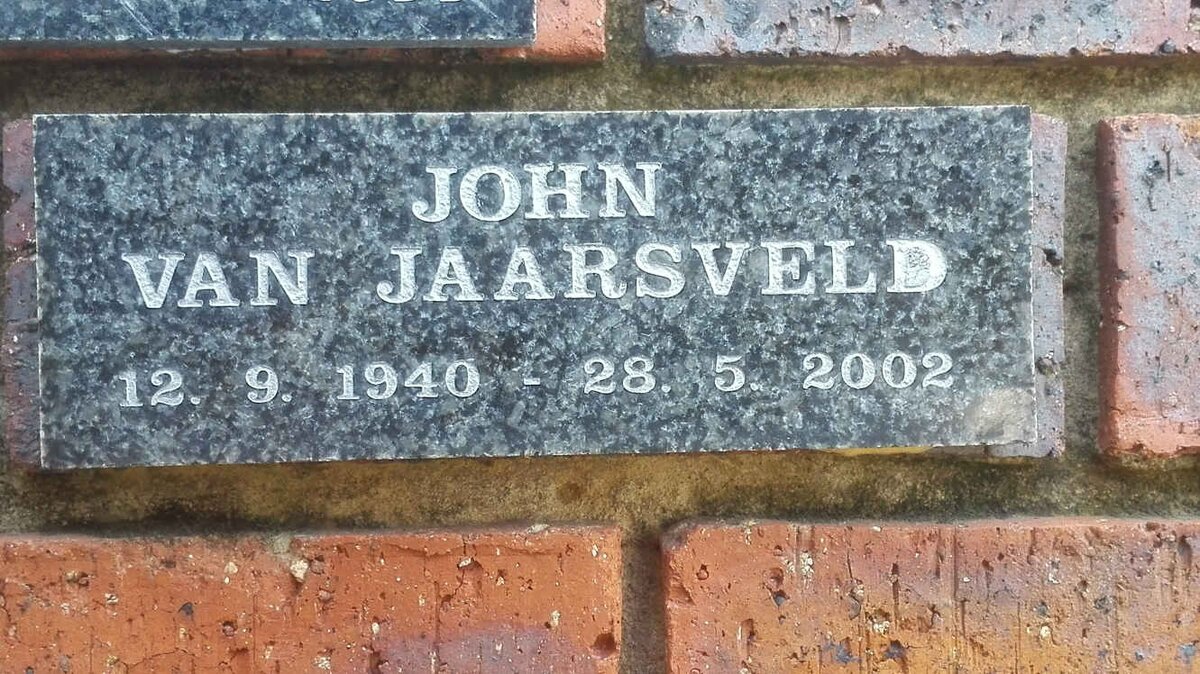 JOHN
VAN JAARSVELD
12. 9. 1940 - 28. 5. 2002